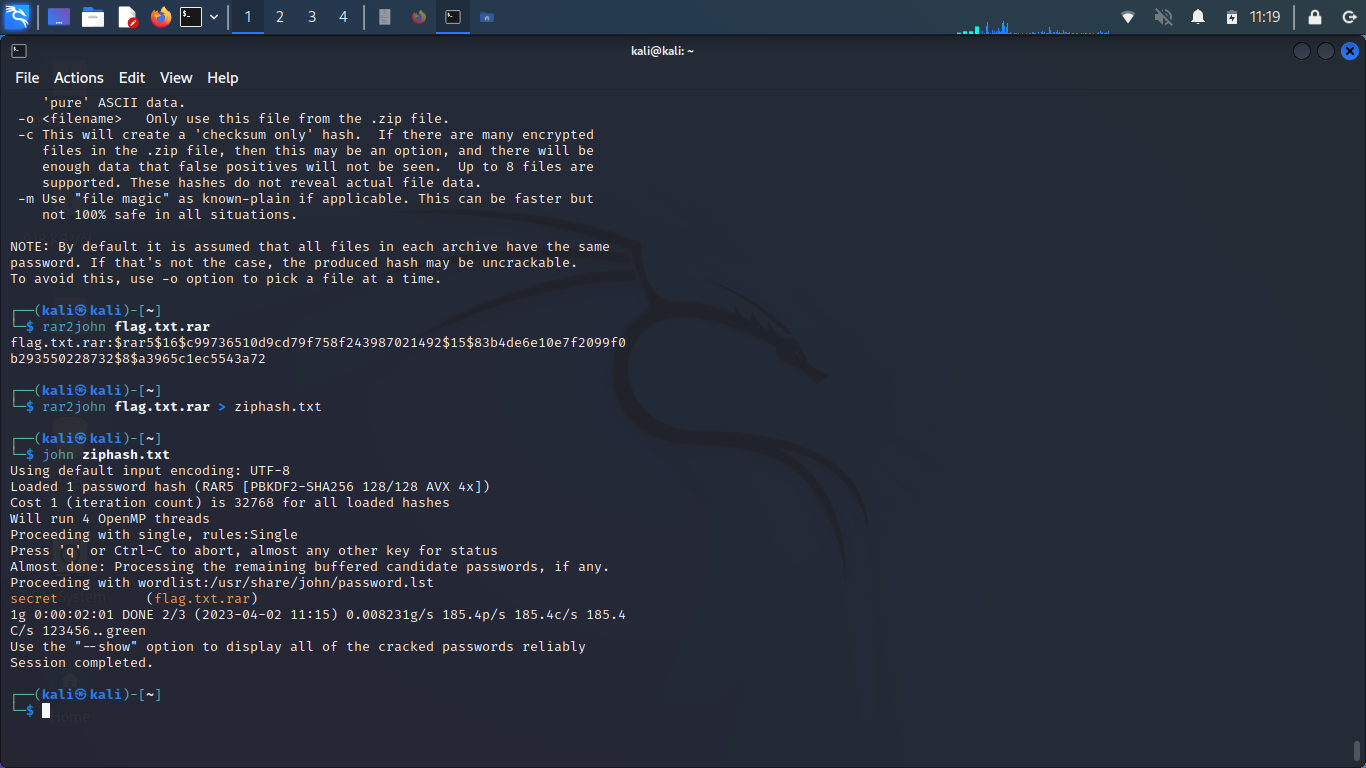 1 2 3 4 11:19
kali@kali: ~
File Actions Edit View Help
'pure' ASCII data.
-o <filename>   Only use this file from the .zip file.
-c This will create a 'checksum only' hash.  If there are many encrypted
files in the .zip file, then this may be an option, and there will be
enough data that false positives will not be seen.  Up to 8 files are
supported. These hashes do not reveal actual file data.
-m Use "file magic" as known-plain if applicable. This can be faster but
not 100% safe in all situations.
NOTE: By default it is assumed that all files in each archive have the same
password. If that's not the case, the produced hash may be uncrackable.
To avoid this, use -o option to pick a file at a time.
┌──(kali㉿kali)-[~]
└─$ rar2john flag.txt.rar
flag.txt.rar:$rar5$16$c99736510d9cd79f758f243987021492$15$83b4de6e10e7f2099f0
b293550228732$8$a3965c1ec5543a72
┌──(kali㉿kali)-[~]
└─$ rar2john flag.txt.rar > ziphash.txt
┌──(kali㉿kali)-[~]
└─$ john ziphash.txt
Using default input encoding: UTF-8
Loaded 1 password hash (RAR5 [PBKDF2-SHA256 128/128 AVX 4x])
Cost 1 (iteration count) is 32768 for all loaded hashes
Will run 4 OpenMP threads
Proceeding with single, rules:Single
Press 'q' or Ctrl-C to abort, almost any other key for status
Almost done: Processing the remaining buffered candidate passwords, if any.
Proceeding with wordlist:/usr/share/john/password.lst
secret           (flag.txt.rar)
1g 0:00:02:01 DONE 2/3 (2023-04-02 11:15) 0.008231g/s 185.4p/s 185.4c/s 185.4
C/s 123456..green
Use the "--show" option to display all of the cracked passwords reliably
Session completed.
┌──(kali㉿kali)-[~]
└─$
Home